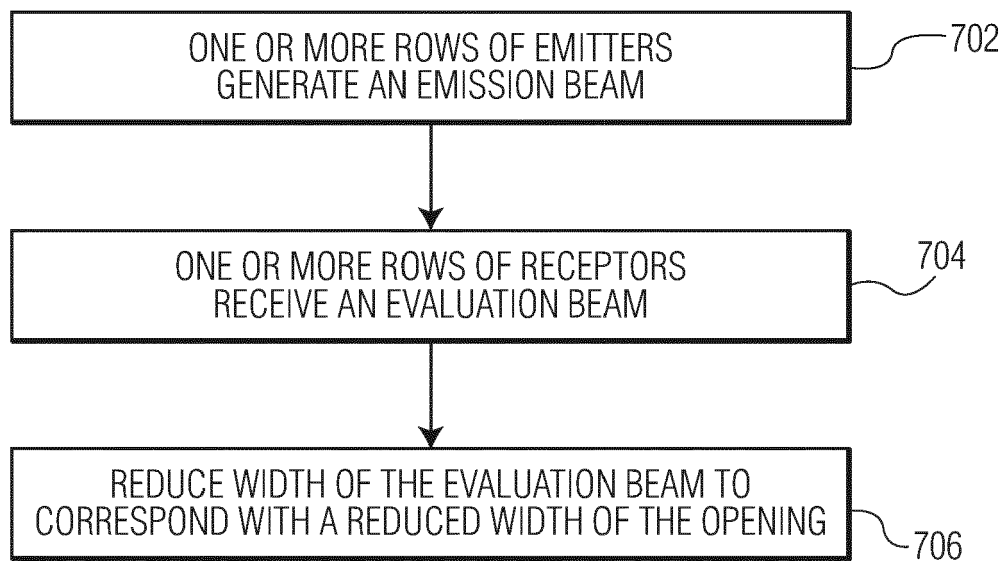 ONE OR MORE ROWS OF EMITTERS
GENERATE AN EMISSION BEAM
702
ONE OR MORE ROWS OF RECEPTORS
RECEIVE AN EVALUATION BEAM
704
REDUCE WIDTH OF THE EVALUATION BEAM TO
CORRESPOND WITH A REDUCED WIDTH OF THE OPENING
706